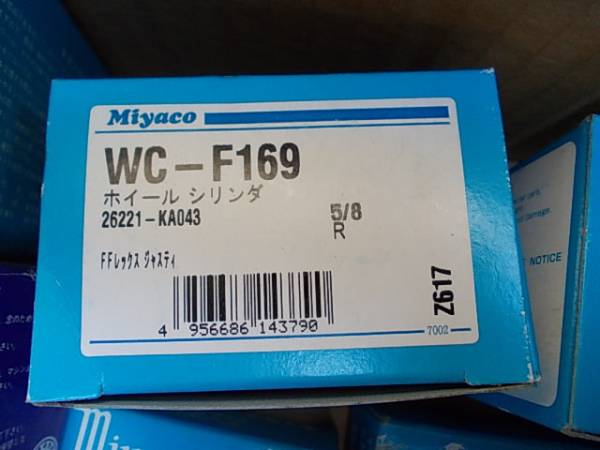 Miyaco
WC-F169
ホイール シリンダ
26221-KA043
5/8
R
FFレックス ジャスティ
4 956686 143790
7002
Z617
NOTICE